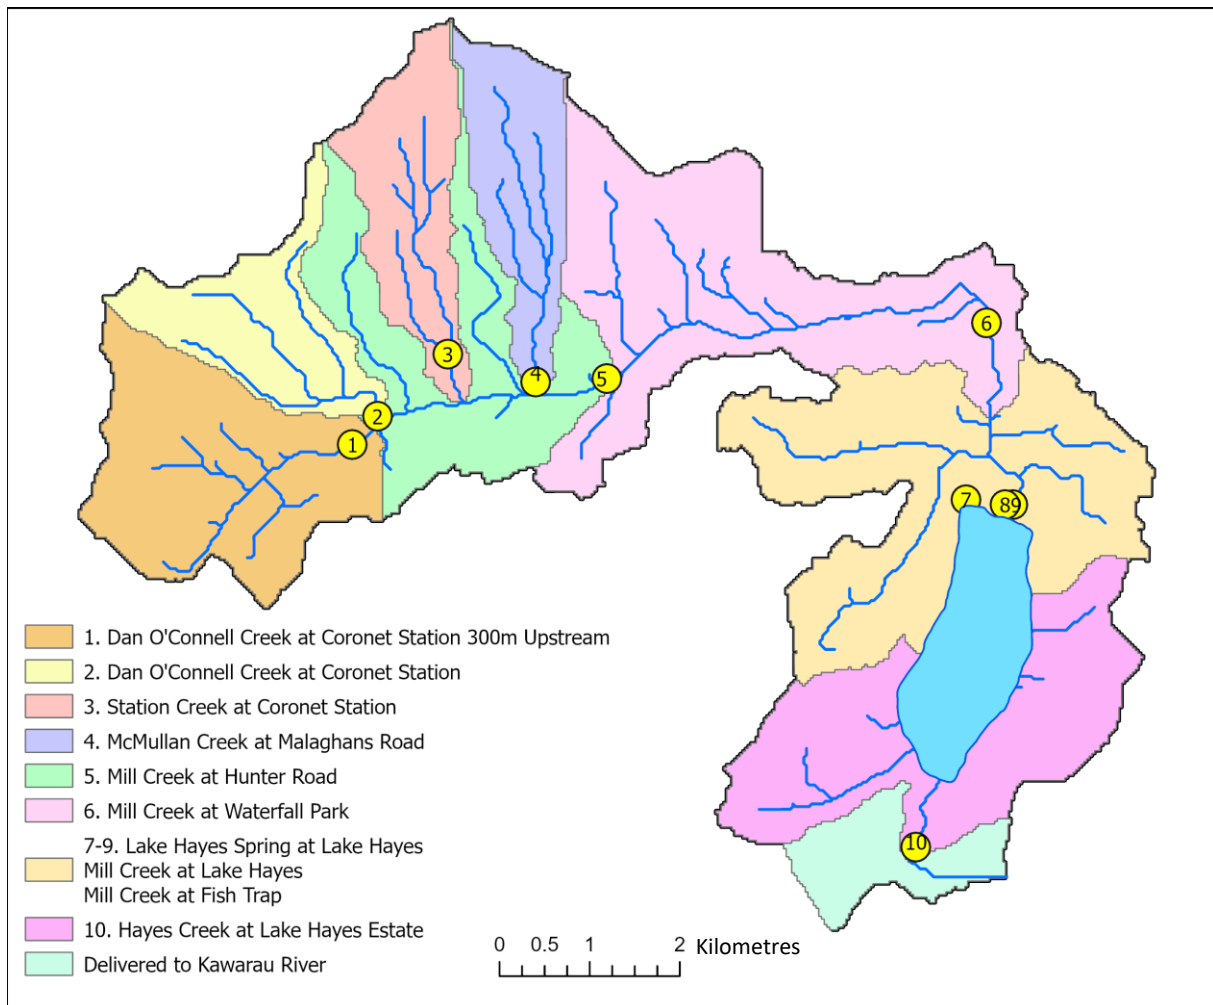 3
6
4
5
2
1
7
89
1. Dan O'Connell Creek at Coronet Station 300m Upstream
2. Dan O'Connell Creek at Coronet Station
3. Station Creek at Coronet Station
4. McMullan Creek at Malaghans Road
5. Mill Creek at Hunter Road
6. Mill Creek at Waterfall Park
7-9. Lake Hayes Spring at Lake Hayes
Mill Creek at Lake Hayes
Mill Creek at Fish Trap
10. Hayes Creek at Lake Hayes Estate
Delivered to Kawarau River
10
0 0.5 1 2 Kilometres